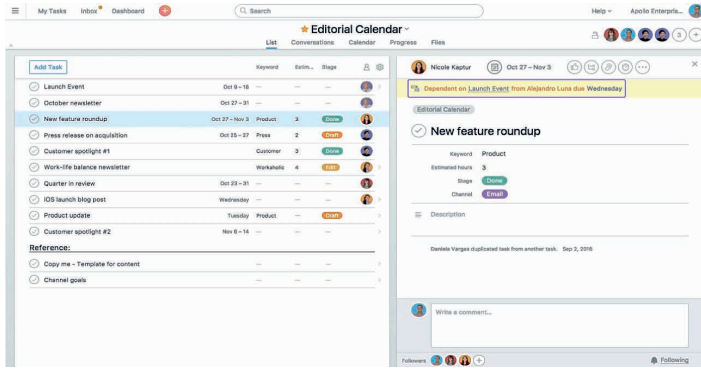 My Tasks Inbox Dashboard Search Help Apollo Enterpris...
Editorial Calendar
List Conversations Calendar Progress Files
3
Add Task Keyword Estim... Stage
Launch Event Oct 9 – 18 — — —
October newsletter Oct 27 – 31 — — —
New feature roundup Oct 27 – Nov 3 Product 3 Done
Press release on acquisition Oct 25 – 27 Press 2 Draft
Customer spotlight #1 Customer 3 Done
Work-life balance newsletter Workaholic 4 Edit
Quarter in review Oct 23 – 31 — — —
iOS launch blog post Wednesday — — —
Product update Tuesday Product — Draft
Customer spotlight #2 Nov 8 – 14 — — —
Reference:
Copy me – Template for content — — —
Channel goals — — —
Nicole Kaptur Oct 27 – Nov 3
Dependent on Launch Event from Alejandro Luna due Wednesday
Editorial Calendar
New feature roundup
Keyword Product
Estimated hours 3
Stage Done
Channel Email
Description
Daniela Vargas duplicated task from another task. Sep 2, 2016
Write a comment...
Followers Following